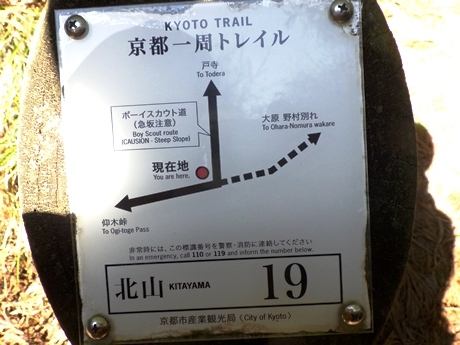 KYOTO TRAIL
京都一周トレイル
戸寺
To Todera
ボーイスカウト道
(急坂注意)
Boy Scout route
(CAUSION - Steep Slope)
大原 野村別れ
To Ohara-Nomura wakare
現在地
You are here.
仰木峠
To Ogi-toge Pass
非常時には、この標識番号を警察・消防に連絡してください
In an emergency, call 110 or 119 and inform the number below.
北山 KITAYAMA 19
京都市産業観光局 (City of Kyoto)